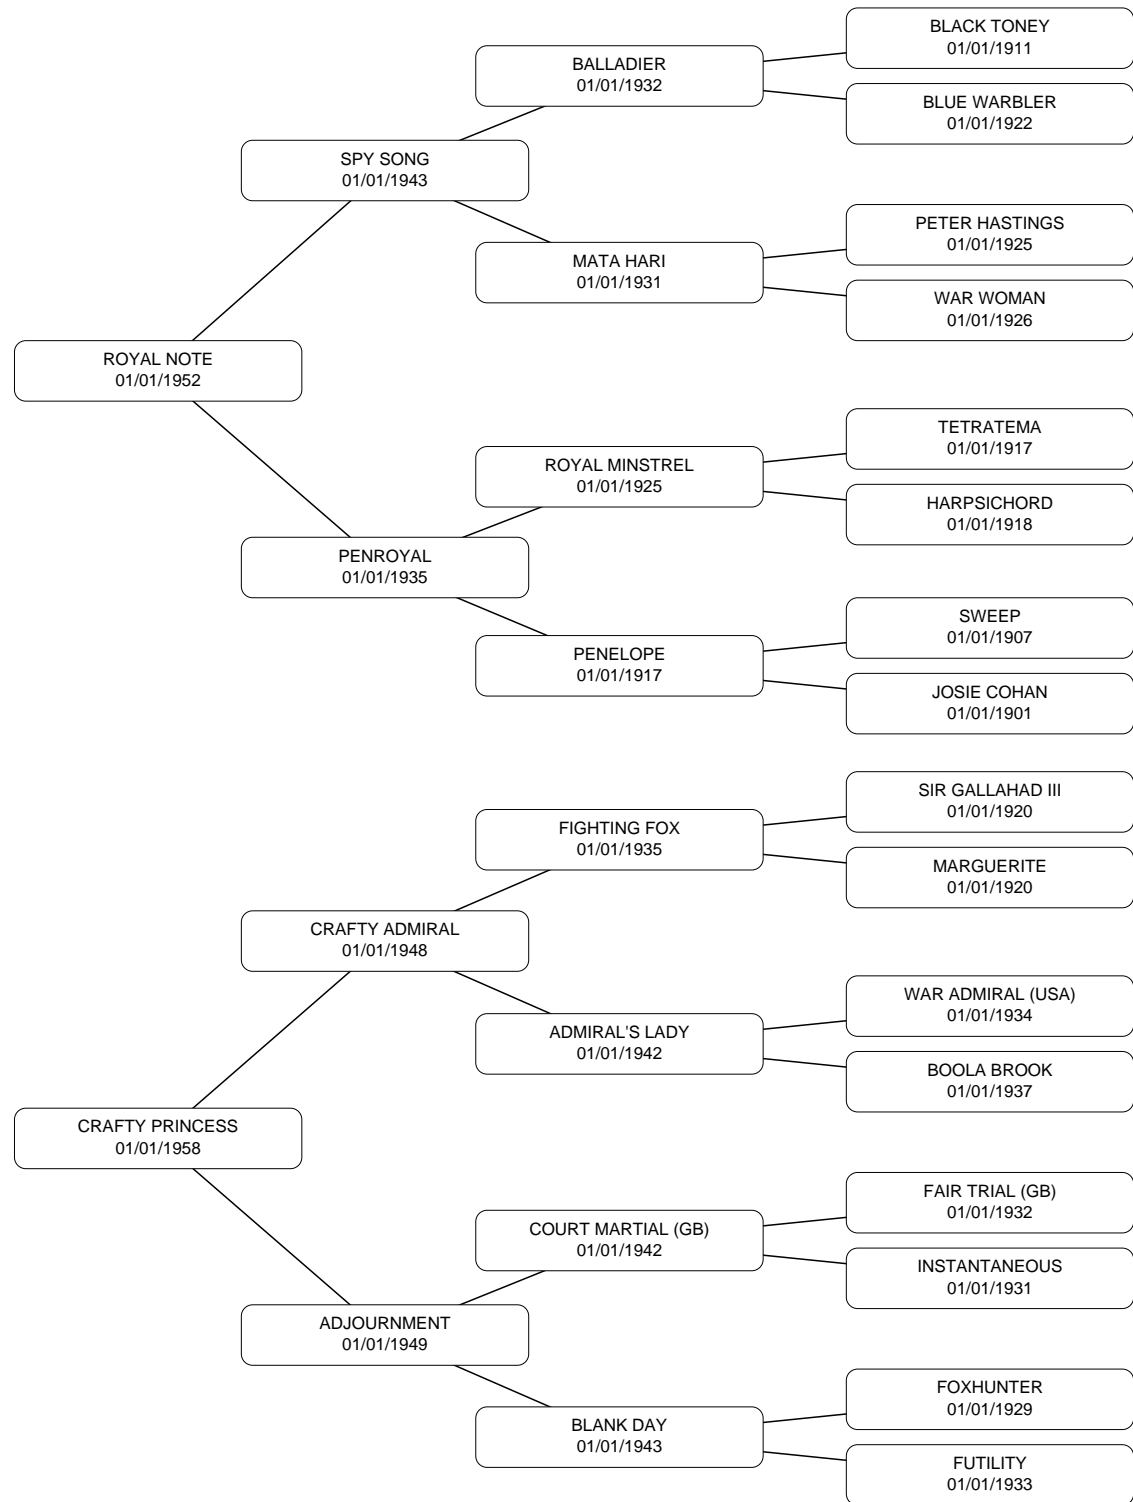 BLACK TONEY
01/01/1911
BALLADIER
01/01/1932
BLUE WARBLER
01/01/1922
SPY SONG
01/01/1943
PETER HASTINGS
01/01/1925
MATA HARI
01/01/1931
WAR WOMAN
01/01/1926
ROYAL NOTE
01/01/1952
TETRATEMA
01/01/1917
ROYAL MINSTREL
01/01/1925
HARPSICHORD
01/01/1918
PENROYAL
01/01/1935
SWEEP
01/01/1907
PENELOPE
01/01/1917
JOSIE COHAN
01/01/1901
SIR GALLAHAD III
01/01/1920
FIGHTING FOX
01/01/1935
MARGUERITE
01/01/1920
CRAFTY ADMIRAL
01/01/1948
WAR ADMIRAL (USA)
01/01/1934
ADMIRAL'S LADY
01/01/1942
BOOLA BROOK
01/01/1937
CRAFTY PRINCESS
01/01/1958
FAIR TRIAL (GB)
01/01/1932
COURT MARTIAL (GB)
01/01/1942
INSTANTANEOUS
01/01/1931
ADJOURNMENT
01/01/1949
FOXHUNTER
01/01/1929
BLANK DAY
01/01/1943
FUTILITY
01/01/1933